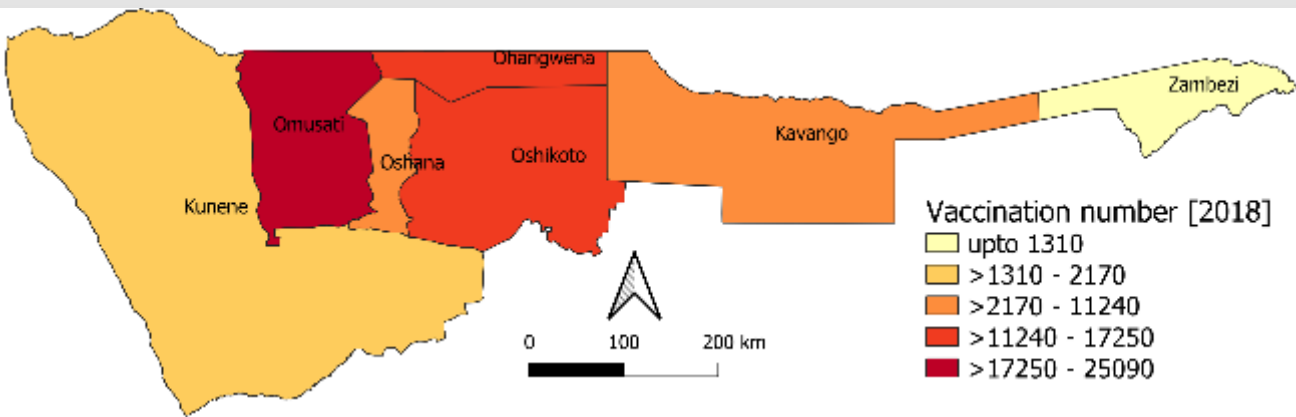 Ohangwena
Zambezi
Omusati
Kavango
Oshana
Oshikoto
Kunene
Vaccination number [2018]
upto 1310
>1310 - 2170
>2170 - 11240
>11240 - 17250
>17250 - 25090
0 100 200 km